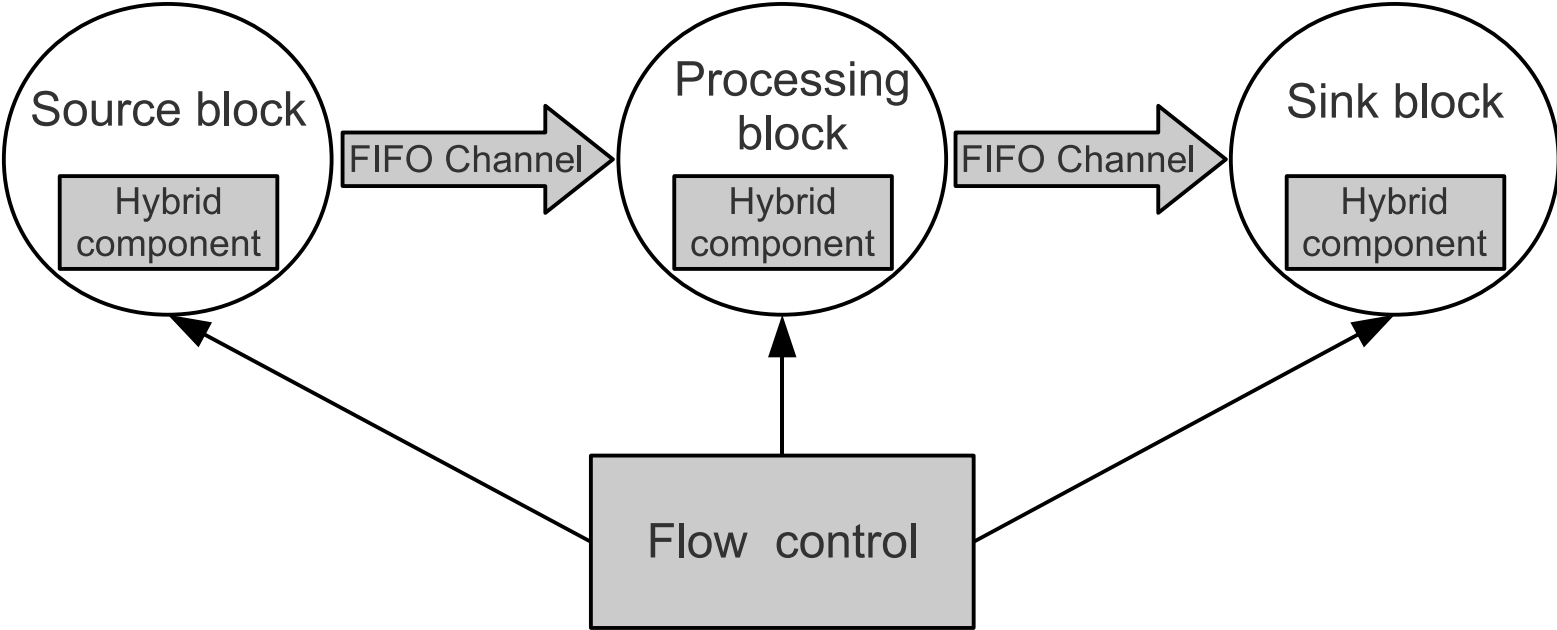 Source block
Hybrid
component
FIFO Channel
Processing
block
Hybrid
component
FIFO Channel
Sink block
Hybrid
component
Flow control